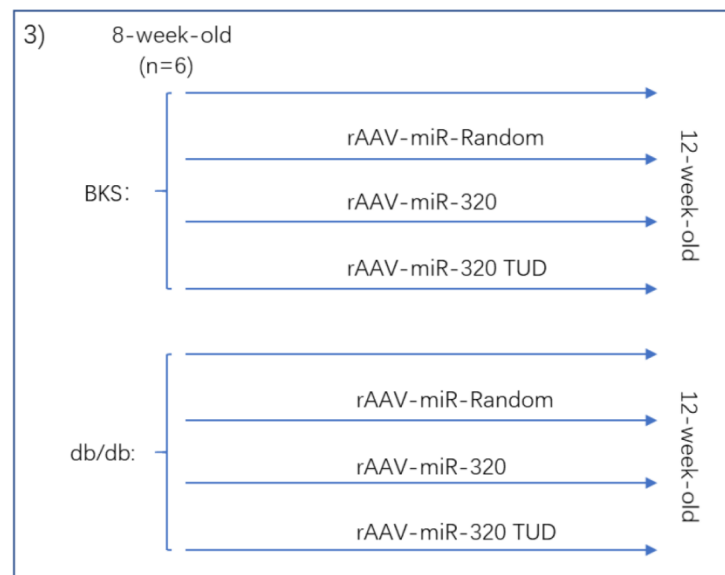 3)
8-week-old
(n=6)
BKS:
rAAV-miR-Random
rAAV-miR-320
rAAV-miR-320 TUD
12-week-old
db/db:
rAAV-miR-Random
rAAV-miR-320
rAAV-miR-320 TUD
12-week-old